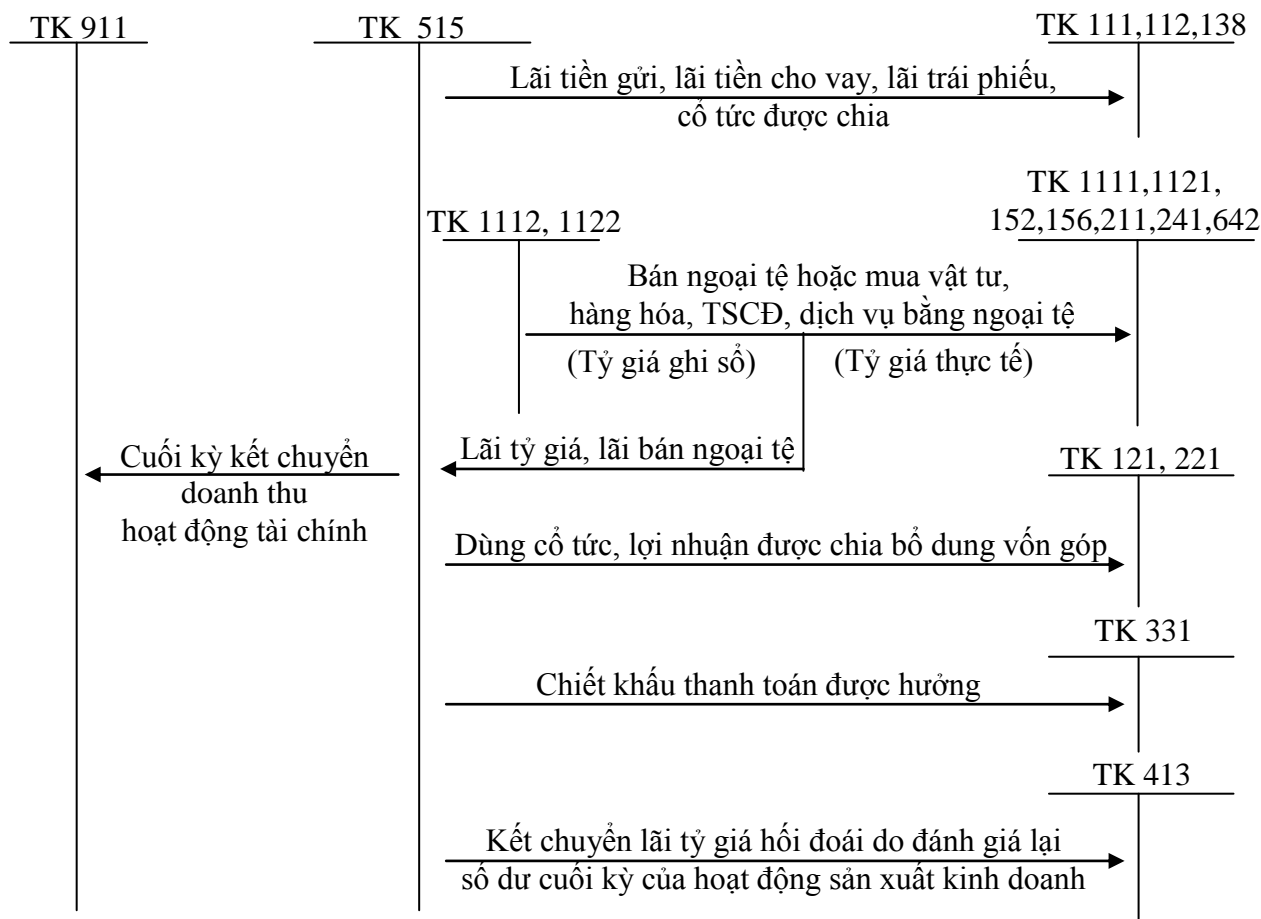 TK 911
TK 515
TK 111,112,138
Lãi tiền gửi, lãi tiền cho vay, lãi trái phiếu,
cổ tức được chia
TK 1111,1121,
152,156,211,241,642
TK 1112, 1122
Bán ngoại tệ hoặc mua vật tư,
hàng hóa, TSCĐ, dịch vụ bằng ngoại tệ
(Tỷ giá ghi sổ)
(Tỷ giá thực tế)
Lãi tỷ giá, lãi bán ngoại tệ
Cuối kỳ kết chuyển
doanh thu
hoạt động tài chính
TK 121, 221
Dùng cổ tức, lợi nhuận được chia bổ dung vốn góp
TK 331
Chiết khấu thanh toán được hưởng
TK 413
Kết chuyển lãi tỷ giá hối đoái do đánh giá lại
số dư cuối kỳ của hoạt động sản xuất kinh doanh